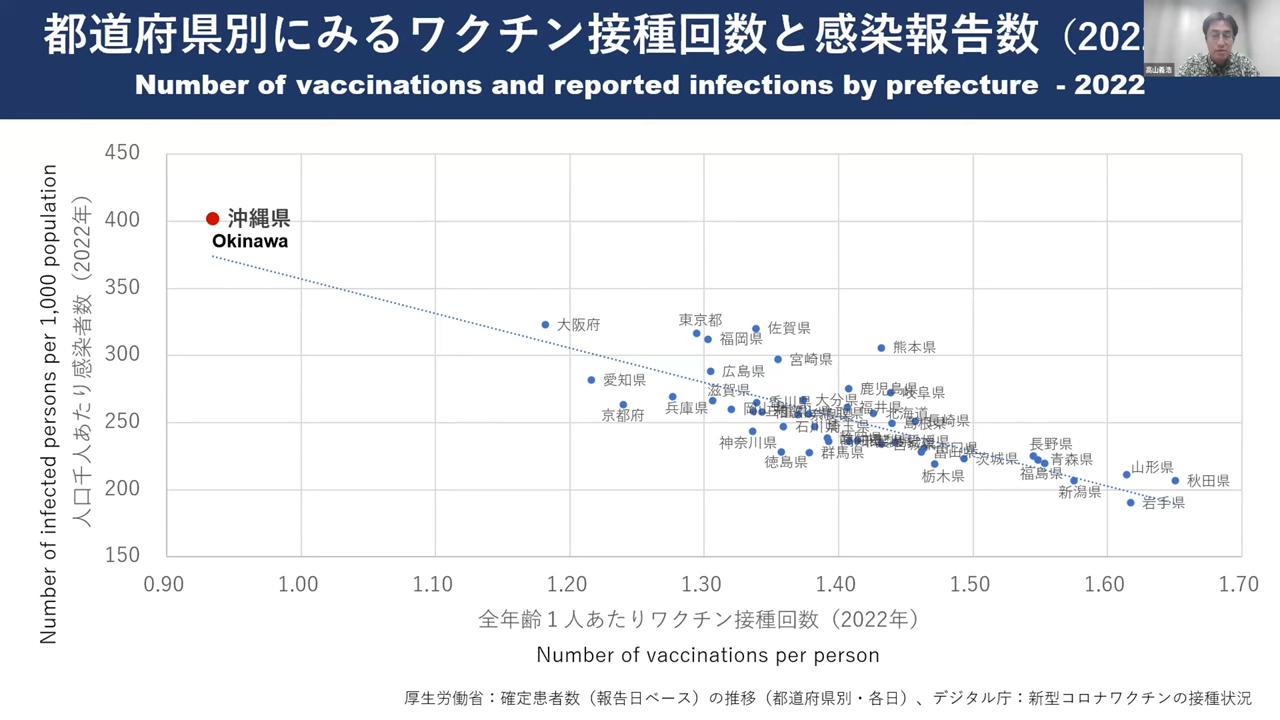 都道府県別にみるワクチン接種回数と感染報告数（202
Number of vaccinations and reported infections by prefecture - 2022
高山義浩
Number of infected persons per 1,000 population
人口千人あたり感染者数（2022年）
450
400
350
300
250
200
150
沖縄県
Okinawa
大阪府
東京都
佐賀県
福岡県
熊本県
宮崎県
愛知県
広島県
滋賀県
鹿児島県
岐阜県
京都府
兵庫県
香川県
大分県
福井県
北海道
島根県
長崎県
神奈川県
石川県
埼玉県
徳島県
群馬県
宮城県
富山県
栃木県
茨城県
長野県
福島県
青森県
新潟県
山形県
秋田県
岩手県
0.90 1.00 1.10 1.20 1.30 1.40 1.50 1.60 1.70
全年齢１人あたりワクチン接種回数（2022年）
Number of vaccinations per person
厚生労働省：確定患者数（報告日ベース）の推移（都道府県別・各日）、デジタル庁：新型コロナワクチンの接種状況